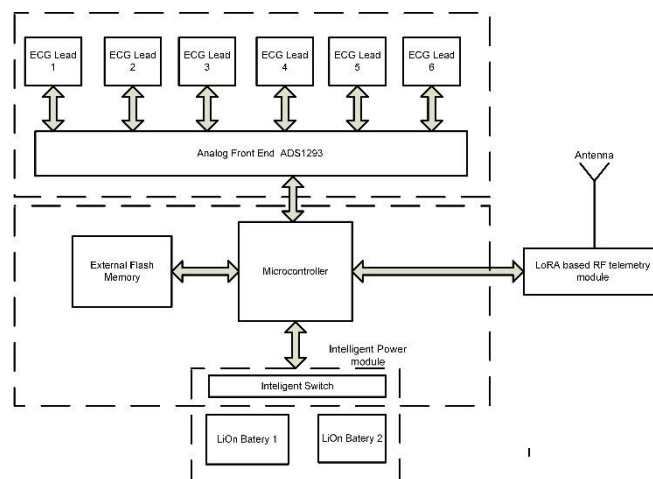 ECG Lead
1
ECG Lead
2
ECG Lead
3
ECG Lead
4
ECG Lead
5
ECG Lead
6
Analog Front End ADS1293
Antenna
External Flash
Memory
Microcontroller
LoRA based RF telemetry
module
Intelligent Power
module
Inteligent Switch
LiOn Batery 1
LiOn Batery 2